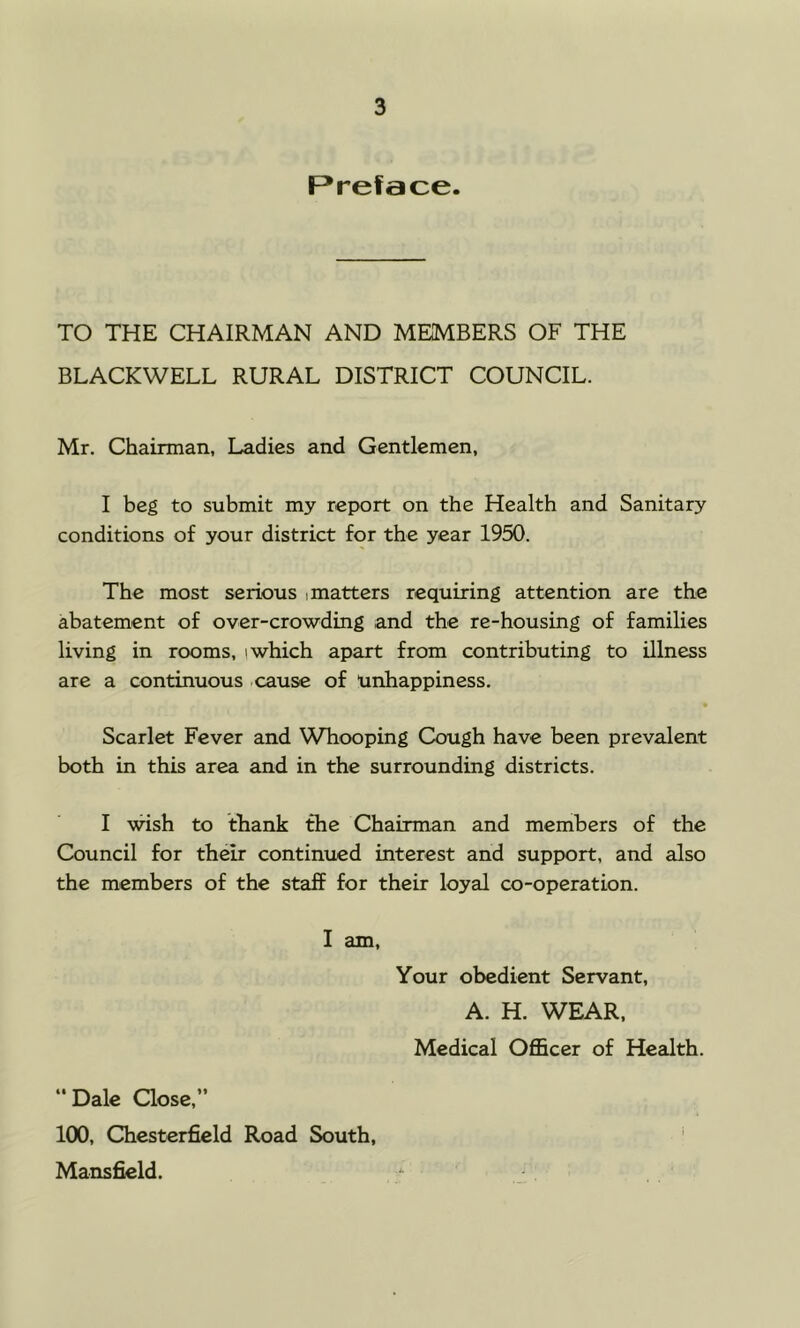 3
Preface.
TO THE CHAIRMAN AND MEMBERS OF THE
BLACKWELL RURAL DISTRICT COUNCIL.
Mr. Chairman, Ladies and Gentlemen,
I beg to submit my report on the Health and Sanitary
conditions of your district for the year 1950.
The most serious matters requiring attention are the
abatement of over-crowding and the re-housing of families
living in rooms, which apart from contributing to illness
are a continuous cause of unhappiness.
Scarlet Fever and Whooping Cough have been prevalent
both in this area and in the surrounding districts.
I wish to thank the Chairman and members of the
Council for their continued interest and support, and also
the members of the staff for their loyal co-operation.
I am,
Your obedient Servant,
A. H. WEAR,
Medical Officer of Health.
“Dale Close,”
100, Chesterfield Road South,
Mansfield.